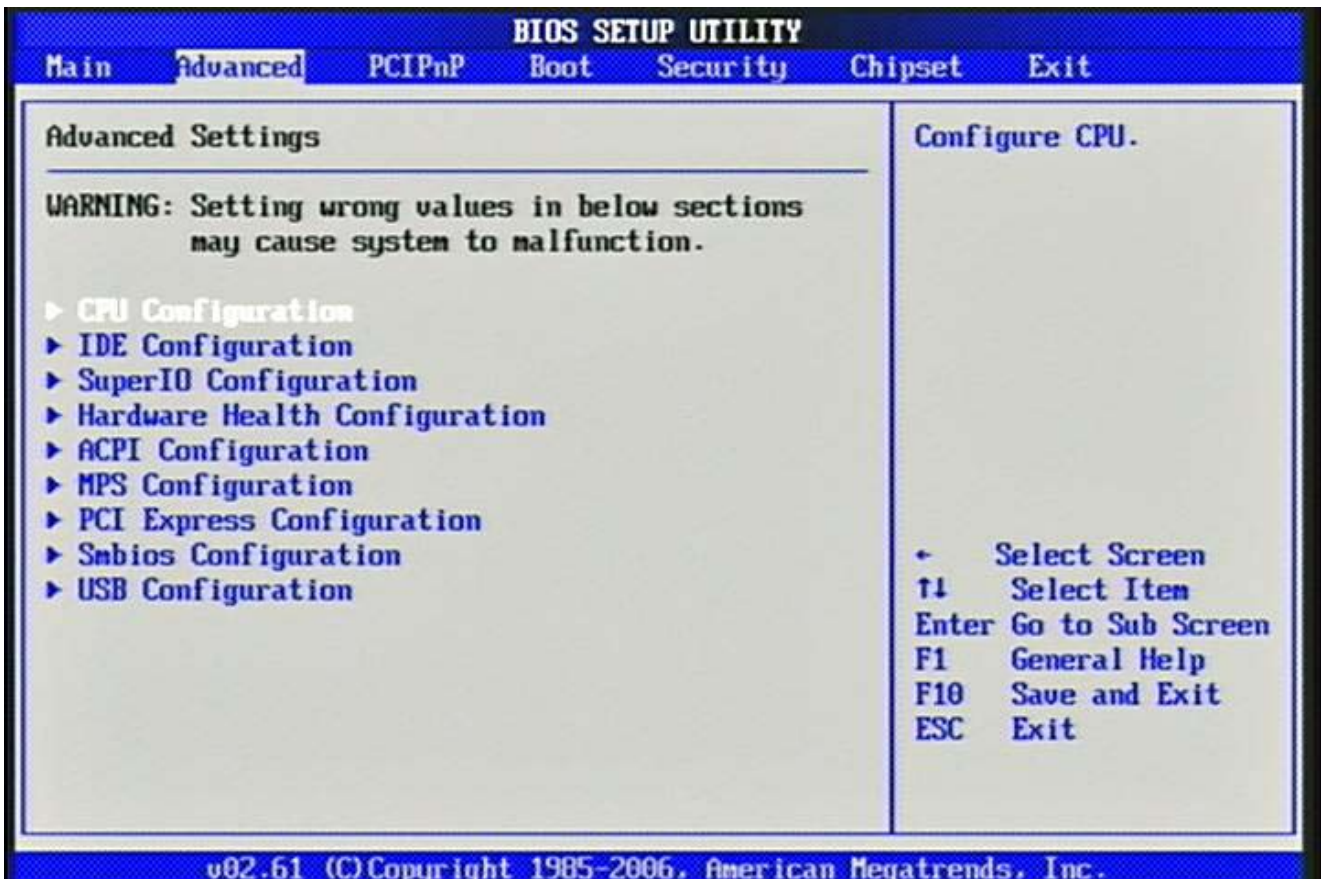 BIOS SETUP UTILITY
Main Advanced PCIPnP Boot Security Chipset Exit
Advanced Settings
WARNING: Setting wrong values in below sections
may cause system to malfunction.
▶ CPU Configuration
▶ IDE Configuration
▶ SuperIO Configuration
▶ Hardware Health Configuration
▶ ACPI Configuration
▶ MPS Configuration
▶ PCI Express Configuration
▶ Smbios Configuration
▶ USB Configuration
Configure CPU.
← Select Screen
↑↓ Select Item
Enter Go to Sub Screen
F1 General Help
F10 Save and Exit
ESC Exit
v02.61 (C)Copyright 1985-2006, American Megatrends, Inc.